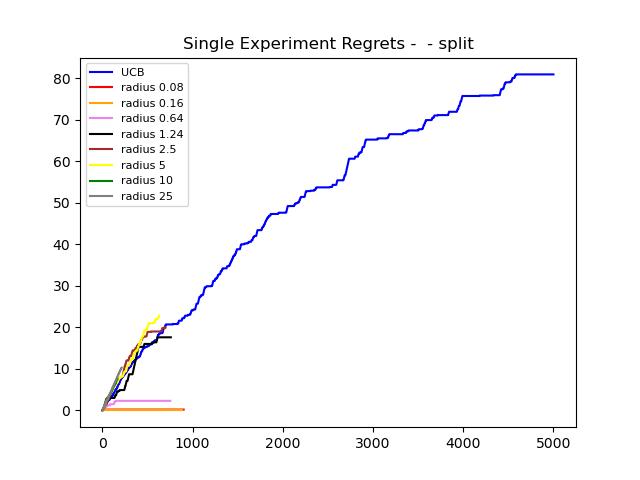 Single Experiment Regrets -  - split
UCB
radius 0.08
radius 0.16
radius 0.64
radius 1.24
radius 2.5
radius 5
radius 10
radius 25
80
70
60
50
40
30
20
10
0
0 1000 2000 3000 4000 5000